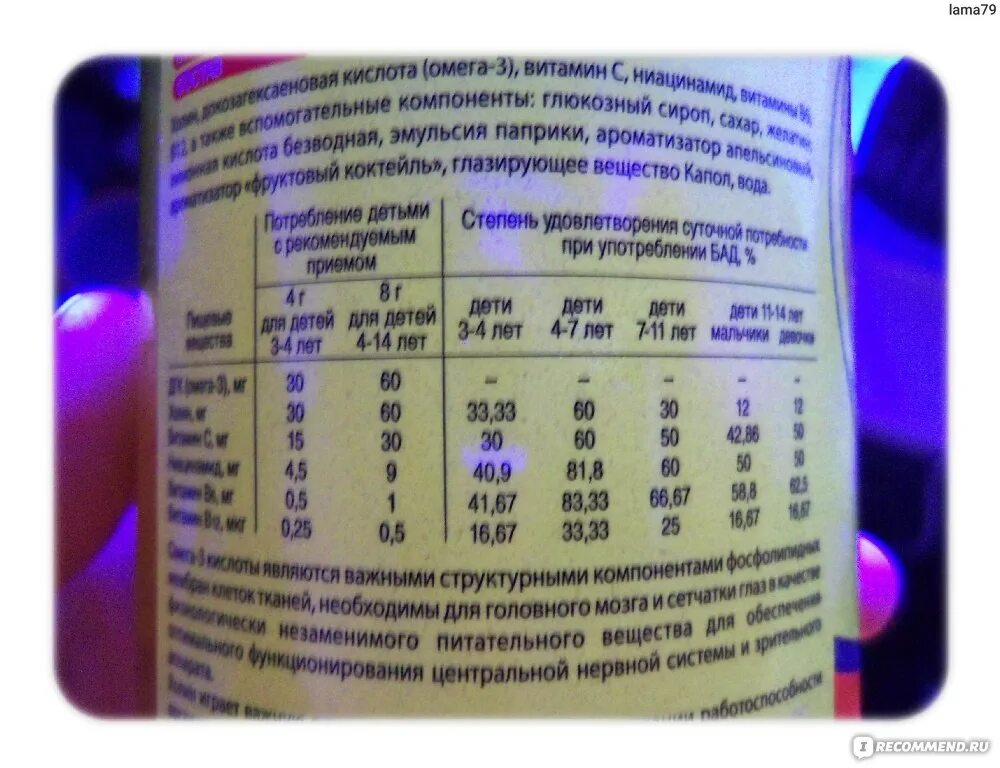 lama79
Холин, докозагексаеновая кислота (омега-3), витамин С, ниацинамид, витамины В6,
В12, а также вспомогательные компоненты: глюкозный сироп, сахар, желатин,
лимонная кислота безводная, эмульсия паприки, ароматизатор апельсиновый,
ароматизатор «фруктовый коктейль», глазирующее вещество Капол, вода.
Пищевые вещества
Потребление детьми с рекомендуемым приемом
Степень удовлетворения суточной потребности при употреблении БАД, %
4 г для детей 3-4 лет
8 г для детей 4-14 лет
дети 3-4 лет
дети 4-7 лет
дети 7-11 лет
дети 11-14 лет
мальчики девочки
ДГК (омега-3), мг 30 60 – – – – -
Холин, мг 30 60 33,33 60 30 12 12
Витамин С, мг 15 30 30 60 50 42,86 50
Ниацинамид, мг 4,5 9 40,9 81,8 60 50 50
Витамин В6, мг 0,5 1 41,67 83,33 66,67 58,8 62,5
Витамин В12, мкг 0,25 0,5 16,67 33,33 25 16,67 16,67
Омега-3 кислоты являются важными структурными компонентами фосфолипидных
мембран клеток тканей, необходимы для головного мозга и сетчатки глаз в качестве
физиологически незаменимого питательного вещества для обеспечения
оптимального функционирования центральной нервной системы и зрительного
аппарата.
Холин играет работоспособности
IRECOMMEND.RU